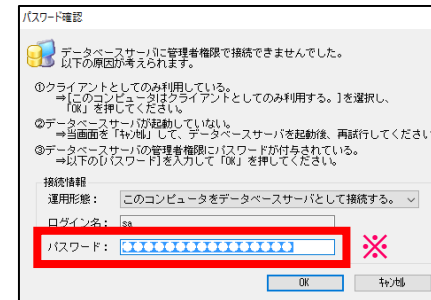 パスワード確認
データベースサーバに管理者権限で接続できませんでした。
以下の原因が考えられます。
①クライアントとしてのみ利用している。
⇒[このコンピュータはクライアントとしてのみ利用する。]を選択し、
「OK」を押してください。
②データベースサーバが起動していない。
⇒当画面を「ｷｬﾝｾﾙ」して、データベースサーバを起動後、再試行してください
③データベースサーバの管理者権限にパスワードが付与されている。
⇒以下の[パスワード]を入力して「OK」を押してください。
接続情報
運用形態： このコンピュータをデータベースサーバとして接続する。
ログイン名： sa
パスワード：
※
OK ｷｬﾝｾﾙ